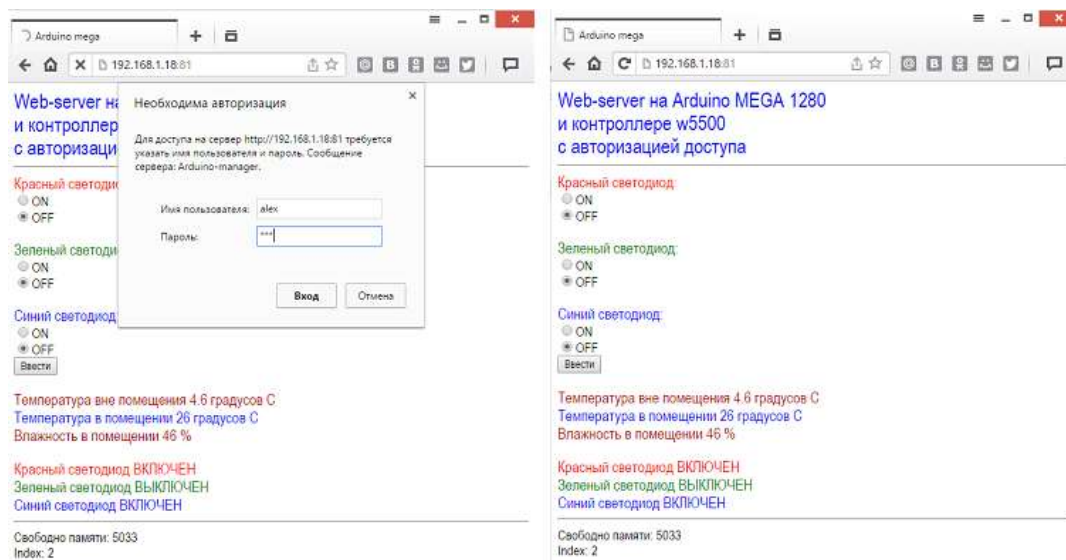 Arduino mega
192.168.1.18:81
Web-server на
и контроллер
с авторизаци
Необходима авторизация
Для доступа на сервер http://192.168.1.18:81 требуется
указать имя пользователя и пароль. Сообщение
сервера: Arduino-manager.
Имя пользователя: alex
Пароль: ***
Вход Отмена
Красный светодиод
ON
OFF
Зеленый светоди
ON
OFF
Синий светодиод
ON
OFF
Ввести
Температура вне помещения 4.6 градусов C
Температура в помещении 26 градусов C
Влажность в помещении 46 %
Красный светодиод ВКЛЮЧЕН
Зеленый светодиод ВЫКЛЮЧЕН
Синий светодиод ВКЛЮЧЕН
Свободно памяти: 5033
Index: 2
Arduino mega
192.168.1.18:81
Web-server на Arduino MEGA 1280
и контроллере w5500
с авторизацией доступа
Красный светодиод:
ON
OFF
Зеленый светодиод:
ON
OFF
Синий светодиод:
ON
OFF
Ввести
Температура вне помещения 4.6 градусов C
Температура в помещении 26 градусов C
Влажность в помещении 46 %
Красный светодиод ВКЛЮЧЕН
Зеленый светодиод ВЫКЛЮЧЕН
Синий светодиод ВКЛЮЧЕН
Свободно памяти: 5033
Index: 2